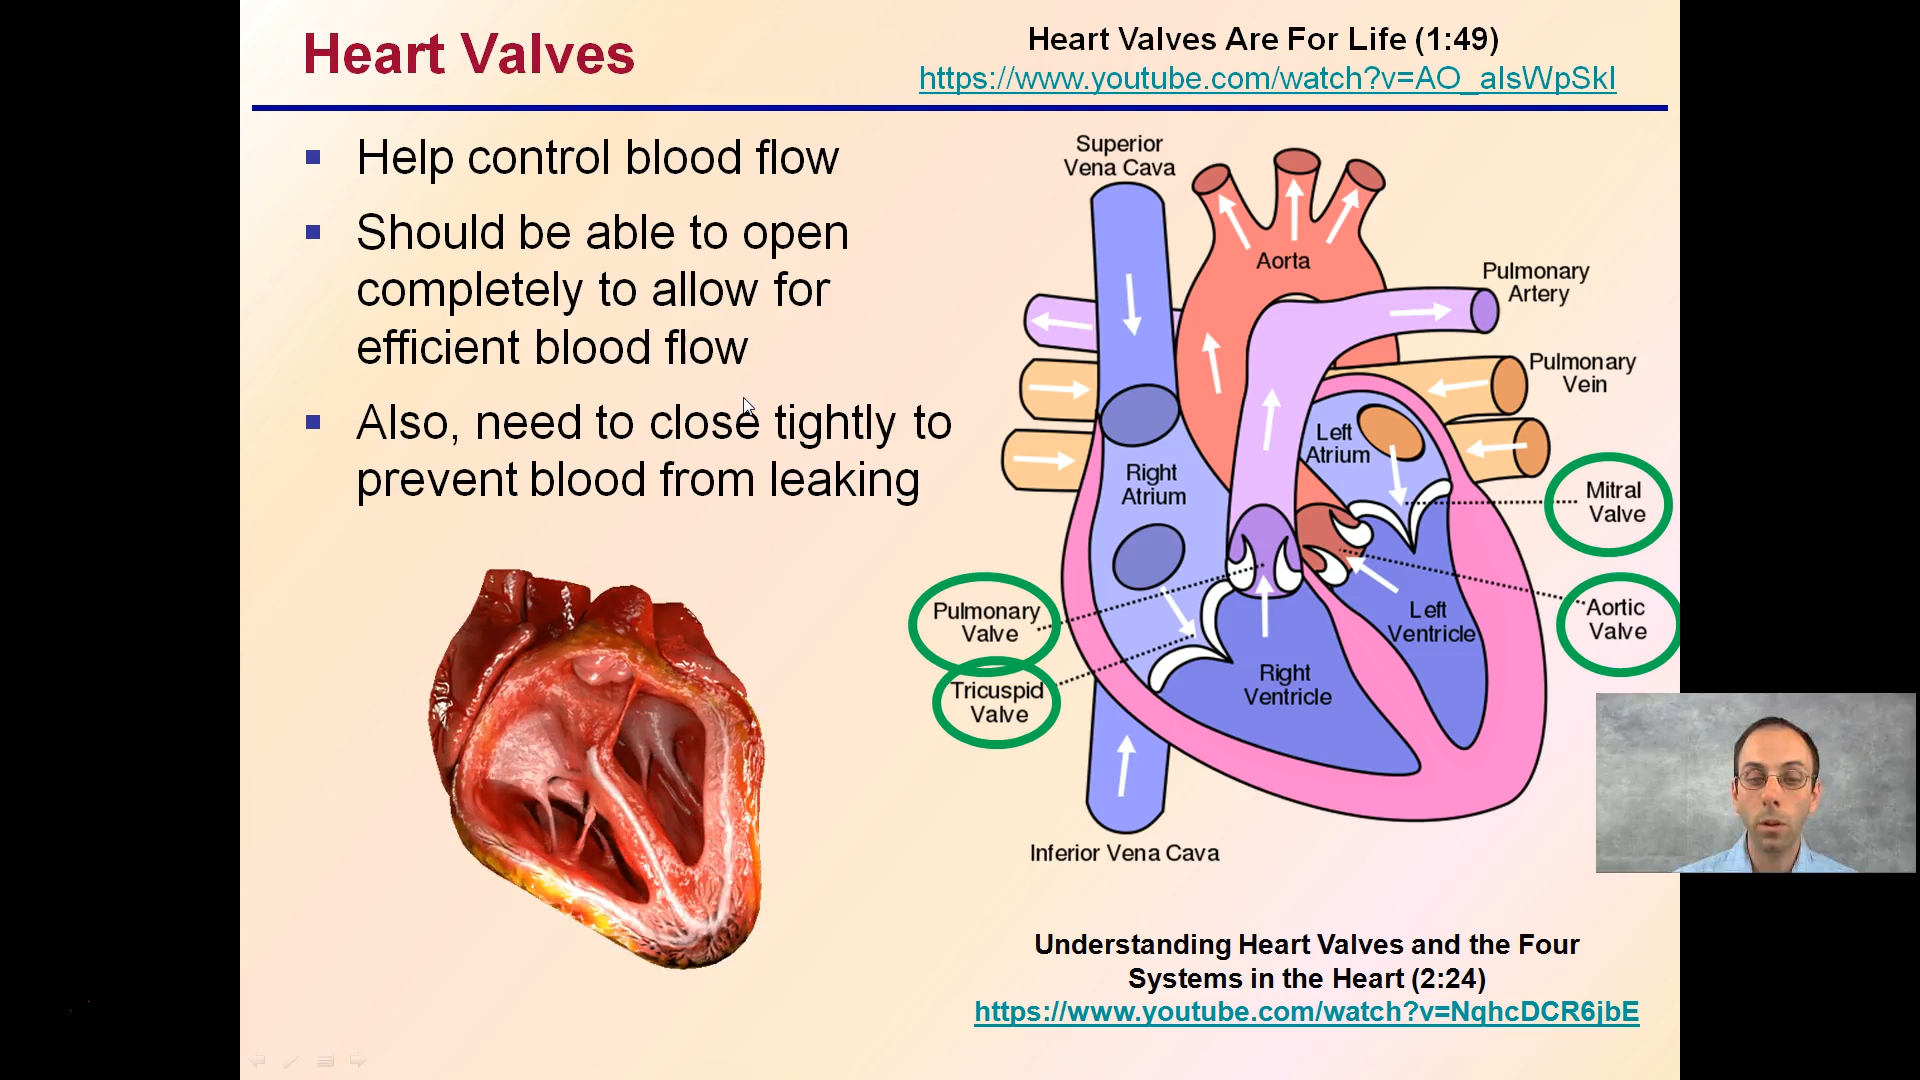 Heart Valves
Heart Valves Are For Life (1:49)
https://www.youtube.com/watch?v=AO_alsWpSkI
Help control blood flow
Should be able to open
completely to allow for
efficient blood flow
Also, need to close tightly to
prevent blood from leaking
Superior
Vena Cava
Aorta
Pulmonary
Artery
Pulmonary
Vein
Left
Atrium
Right
Atrium
Mitral
Valve
Pulmonary
Valve
Aortic
Valve
Left
Ventricle
Tricuspid
Valve
Right
Ventricle
Inferior Vena Cava
Understanding Heart Valves and the Four
Systems in the Heart (2:24)
https://www.youtube.com/watch?v=NqhcDCR6jbE